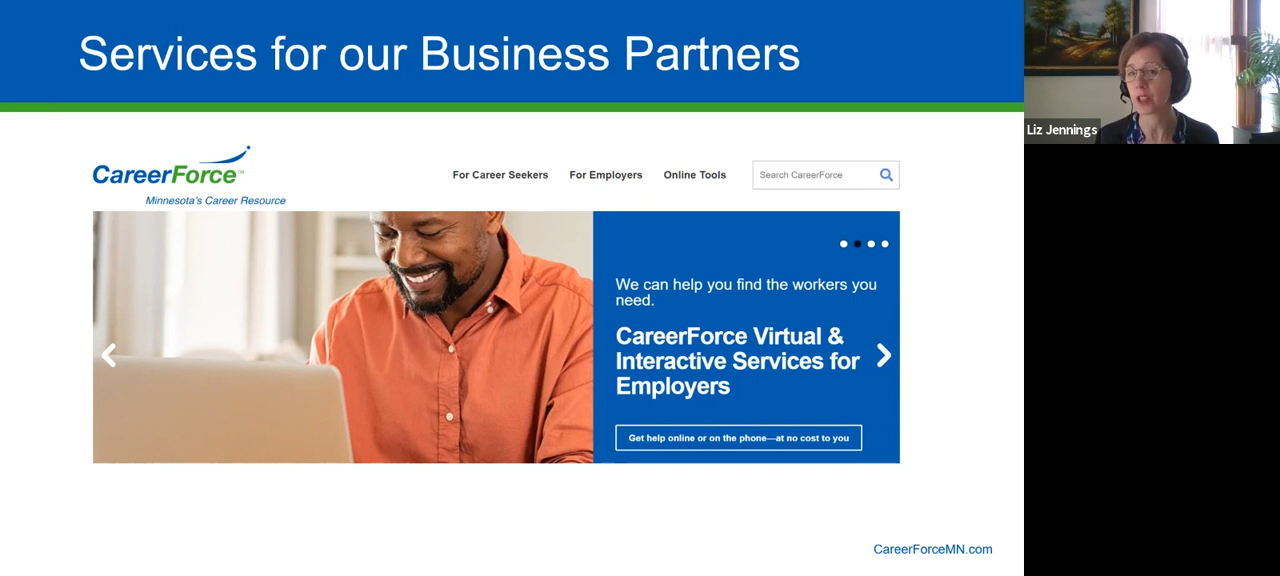 Services for our Business Partners
Liz Jennings
CareerForce™
Minnesota's Career Resource
For Career Seekers
For Employers
Online Tools
Search CareerForce
We can help you find the workers you
need.
CareerForce Virtual &
Interactive Services for
Employers
Get help online or on the phone—at no cost to you
CareerForceMN.com